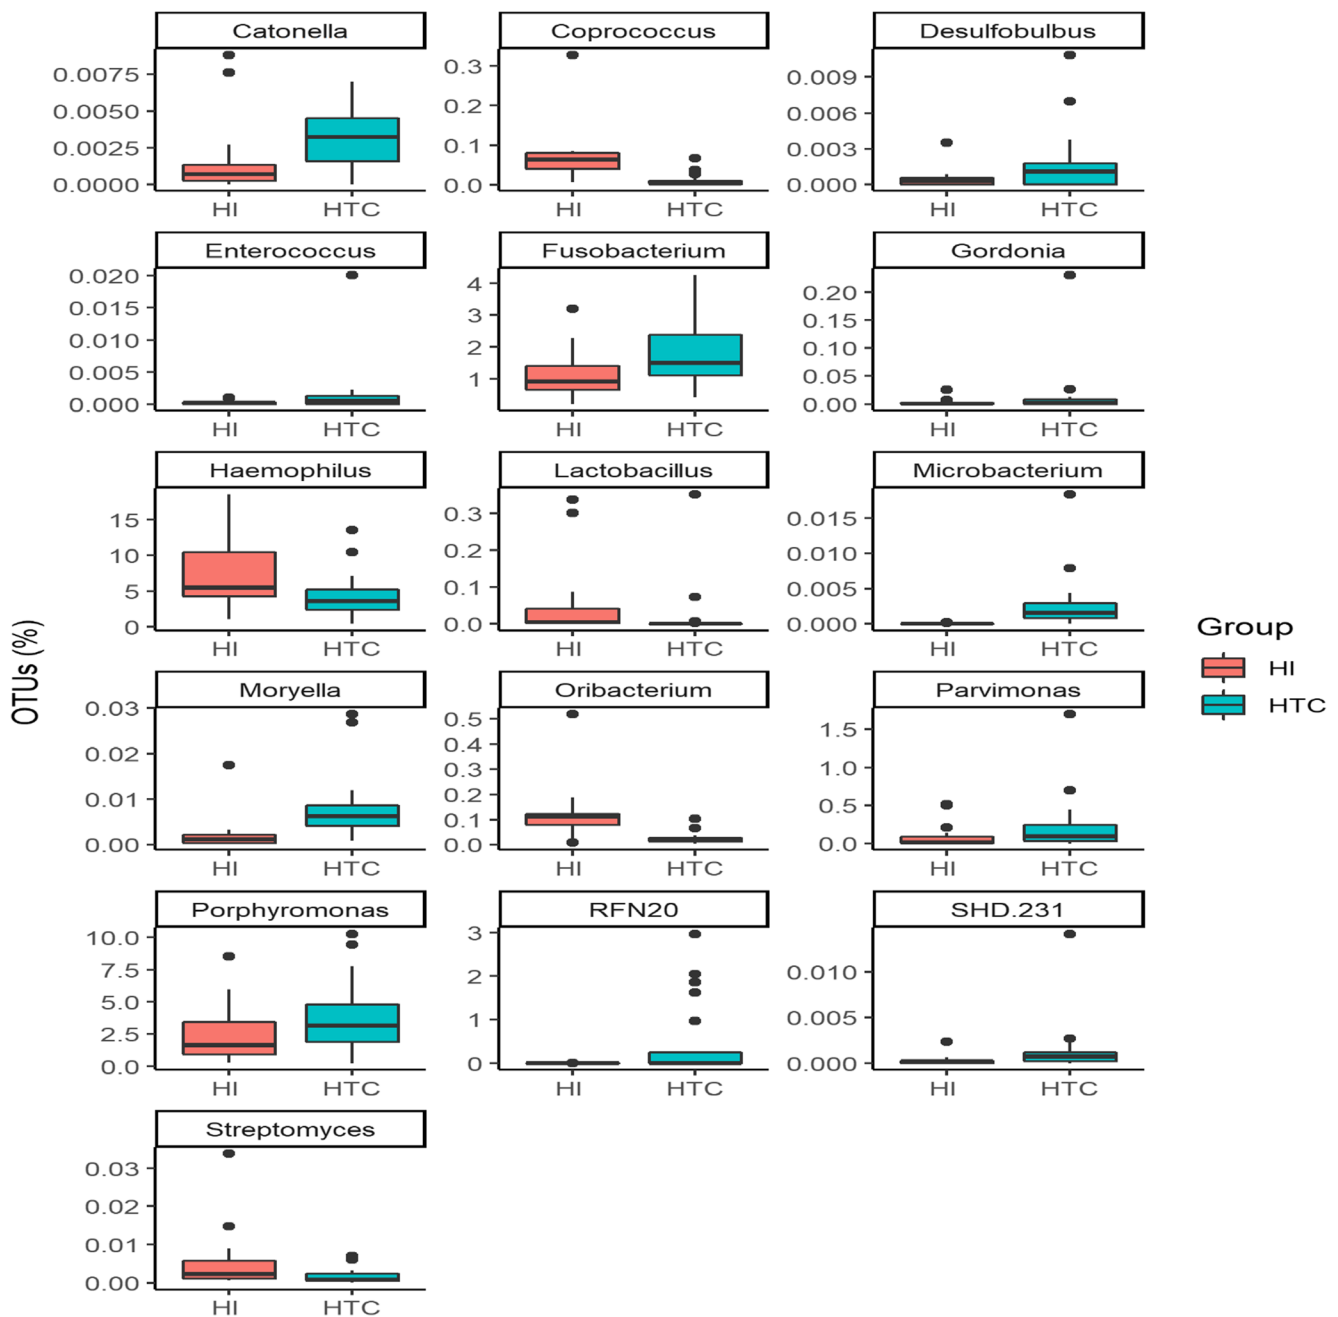 Catonella
Coprococcus
Desulfobulbus
0.0075
0.0050
0.0025
0.0000
0.3
0.2
0.1
0.0
0.009
0.006
0.003
0.000
HI HTC
HI HTC
HI HTC
Enterococcus
Fusobacterium
Gordonia
0.020
0.015
0.010
0.005
0.000
4
3
2
1
0.20
0.15
0.10
0.05
0.00
HI HTC
HI HTC
HI HTC
Haemophilus
Lactobacillus
Microbacterium
15
10
5
0
0.3
0.2
0.1
0.0
0.015
0.010
0.005
0.000
HI HTC
HI HTC
HI HTC
Moryella
Oribacterium
Parvimonas
0.03
0.02
0.01
0.00
0.5
0.4
0.3
0.2
0.1
0.0
1.5
1.0
0.5
0.0
HI HTC
HI HTC
HI HTC
Porphyromonas
RFN20
SHD.231
10.0
7.5
5.0
2.5
0.0
3
2
1
0
0.010
0.005
0.000
HI HTC
HI HTC
HI HTC
Streptomyces
0.03
0.02
0.01
0.00
HI HTC
OTUs (%)
Group
HI
HTC